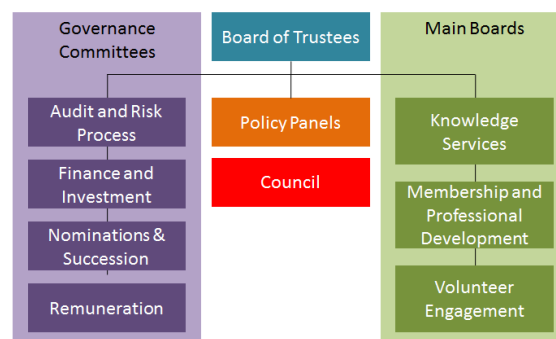 Governance
Committees
Audit and Risk
Process
Finance and
Investment
Nominations &
Succession
Remuneration
Board of Trustees
Policy Panels
Council
Main Boards
Knowledge
Services
Membership and
Professional
Development
Volunteer
Engagement